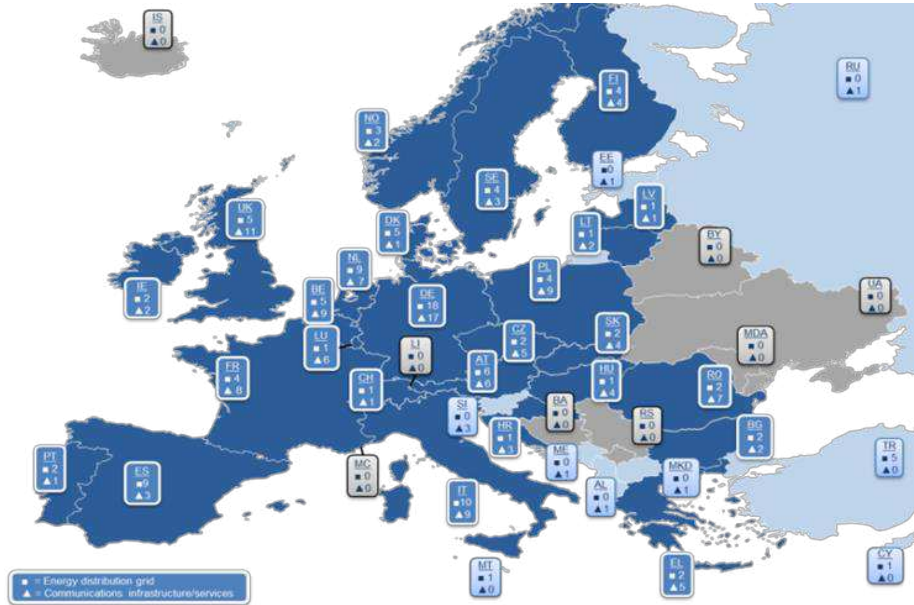 IS
■ 0
▲ 0
RU
■ 0
▲ 1
FI
■ 4
▲ 4
NO
■ 3
▲ 2
EE
■ 0
▲ 1
SE
■ 4
▲ 3
LV
■ 1
▲ 1
UK
■ 5
▲ 11
DK
■ 5
▲ 1
LT
■ 1
▲ 2
BY
■ 0
▲ 0
NL
■ 9
▲ 7
PL
■ 4
▲ 9
IE
■ 2
▲ 2
BE
■ 5
▲ 9
DE
■ 18
▲ 17
UA
■ 0
▲ 0
LU
■ 1
▲ 6
LI
■ 0
▲ 0
CZ
■ 2
▲ 5
SK
■ 2
▲ 4
MDA
■ 0
▲ 0
FR
■ 4
▲ 8
CH
■ 1
▲ 1
AT
■ 6
▲ 6
HU
■ 1
▲ 4
RO
■ 2
▲ 7
SI
■ 0
▲ 3
HR
■ 1
▲ 3
BA
■ 0
▲ 0
RS
■ 0
▲ 0
BG
■ 2
▲ 2
PT
■ 2
▲ 1
ES
■ 9
▲ 3
MC
■ 0
▲ 0
IT
■ 10
▲ 9
ME
■ 0
▲ 1
AL
■ 0
▲ 1
MKD
■ 0
▲ 1
TR
■ 5
▲ 0
MT
■ 1
▲ 0
EL
■ 2
▲ 5
CY
■ 1
▲ 0
■ = Energy distribution grid
▲ = Communications infrastructure/services